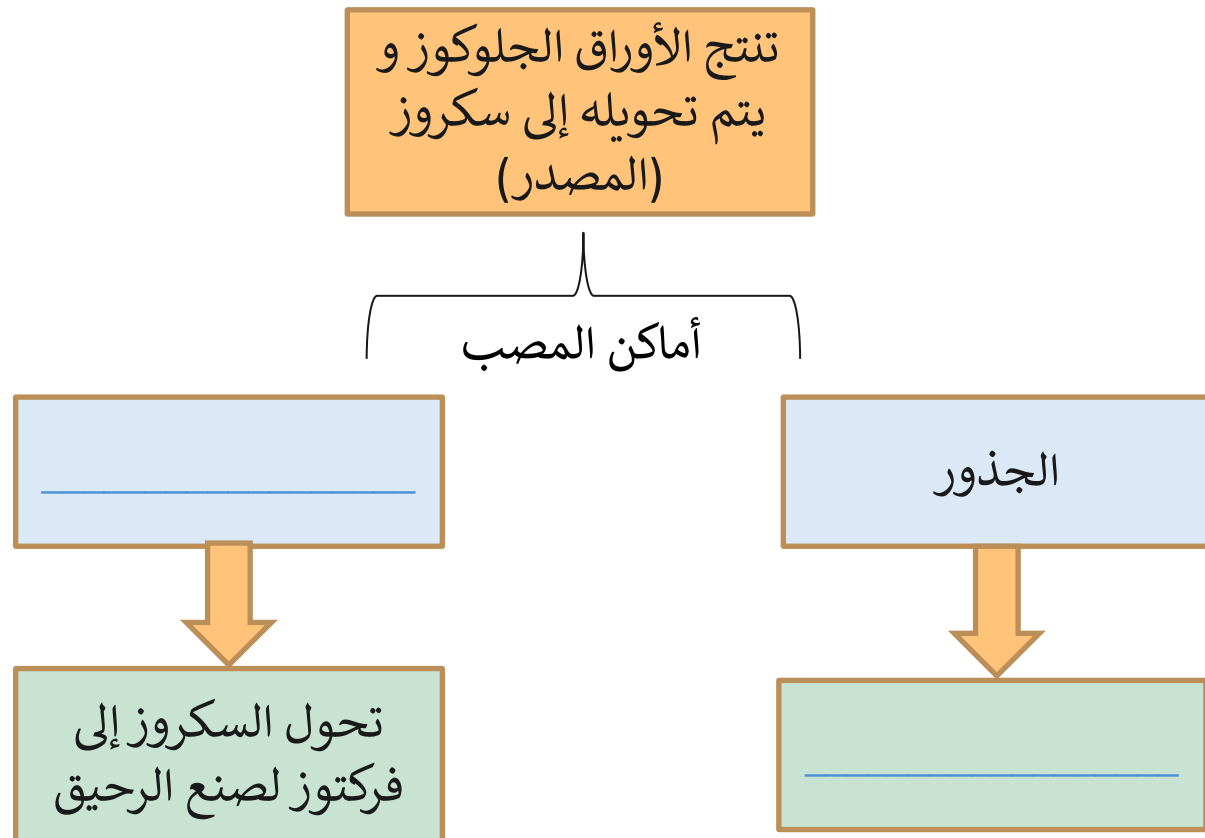 تنتج الأوراق الجلوكوز و
يتم تحويله إلى سكروز
(المصدر)
أماكن المصب
الجذور
تحول السكروز إلى
فركتوز لصنع الرحيق